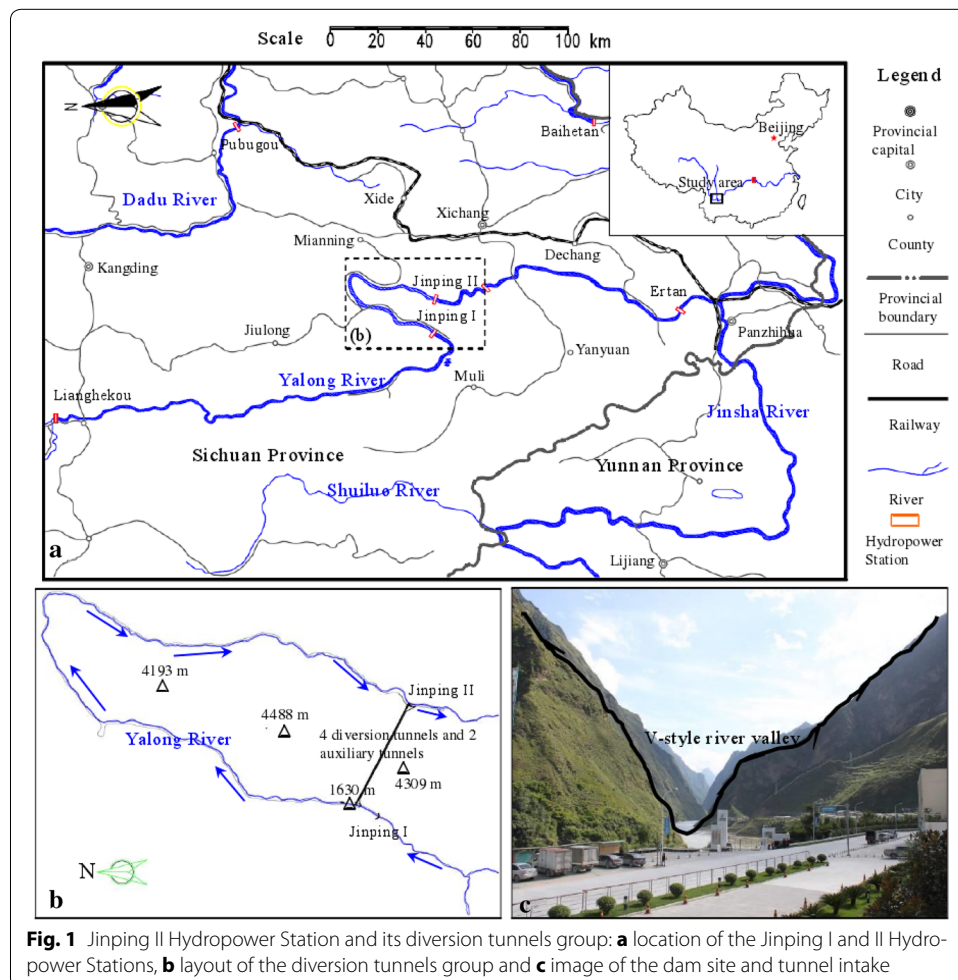 Scale 0 20 40 60 80 100 km
N
Pubugou
Dadu River
Xide
Baihetan
Xichang
Mianning
Dechang
Kangding
Jinping II
Ertan
Jinping I
(b)
Jiulong
Panzhihua
Yanyuan
Muli
Yalong River
Lianghekou
Jinsha River
Sichuan Province
Yunnan Province
Shuiluo River
Lijiang
a
Beijing
Study area
Legend
Provincial
capital
City
County
Provincial
boundary
Road
Railway
River
Hydropower
Station
4193 m
Jinping II
4488 m
4 diversion tunnels and 2
auxiliary tunnels
Yalong River
4309 m
1630 m
Jinping I
N
b
V-style river valley
c
Fig. 1 Jinping II Hydropower Station and its diversion tunnels group: a location of the Jinping I and II Hydro-
power Stations, b layout of the diversion tunnels group and c image of the dam site and tunnel intake